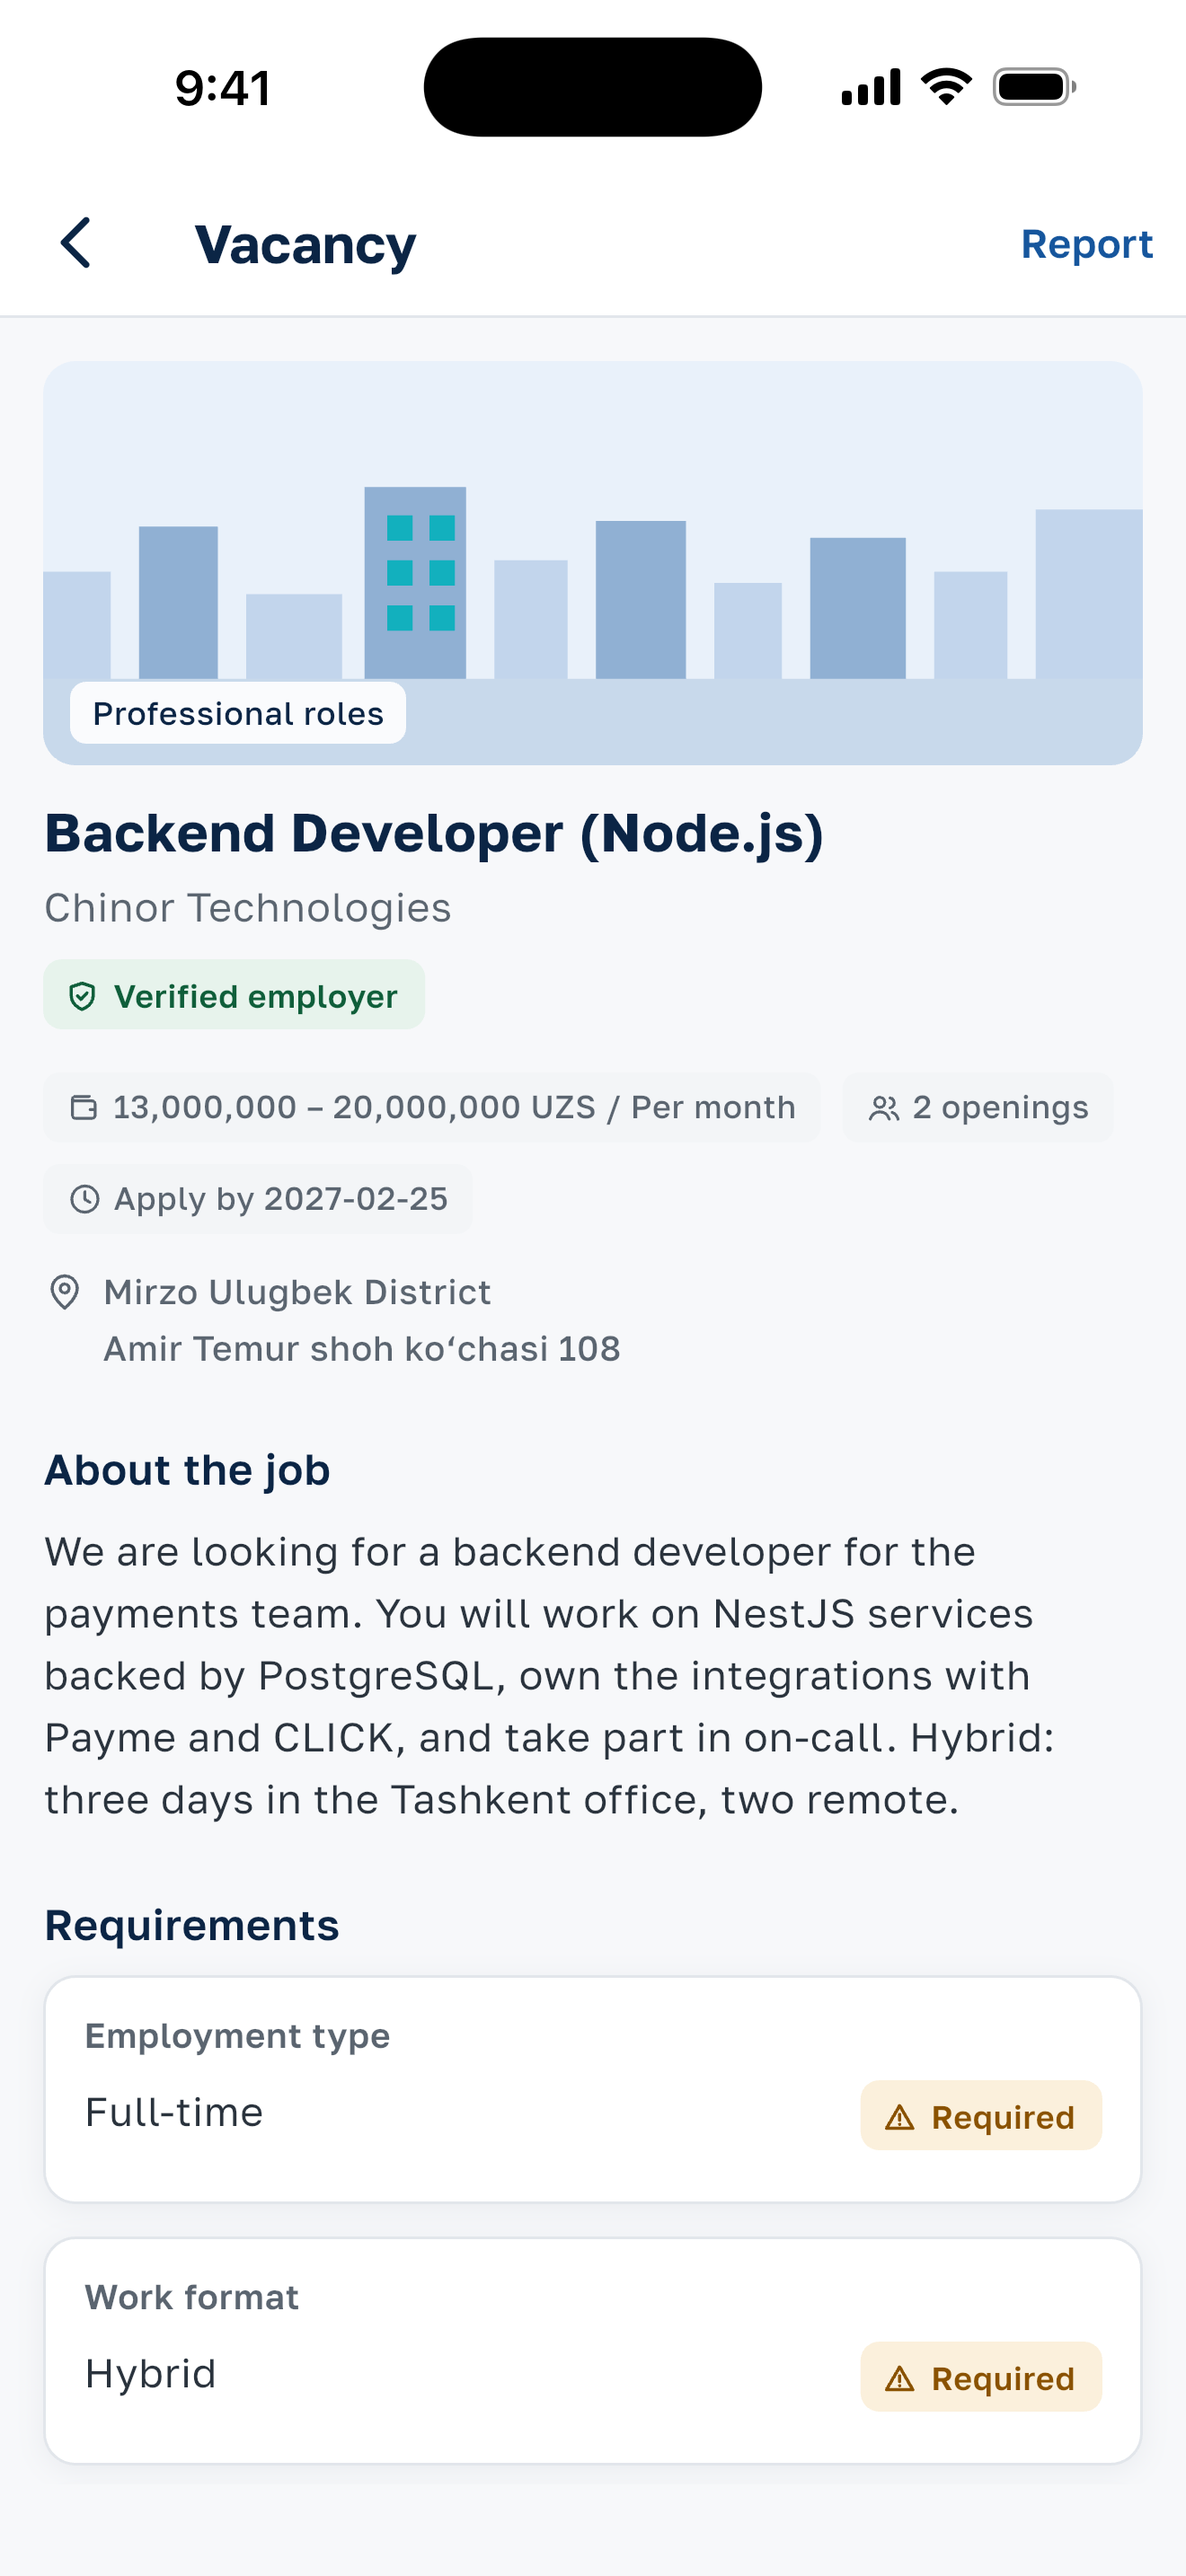 9:41
Vacancy
Report
Professional roles
Backend Developer (Node.js)
Chinor Technologies
Verified employer
13,000,000 – 20,000,000 UZS / Per month
2 openings
Apply by 2027-02-25
Mirzo Ulugbek District
Amir Temur shoh koʻchasi 108
About the job
We are looking for a backend developer for the
payments team. You will work on NestJS services
backed by PostgreSQL, own the integrations with
Payme and CLICK, and take part in on-call. Hybrid:
three days in the Tashkent office, two remote.
Requirements
Employment type
Full-time
Required
Work format
Hybrid
Required